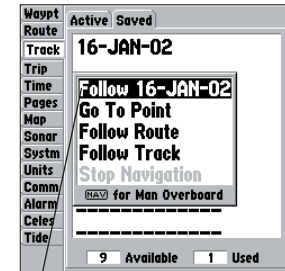 Waypt
Route
Track
Trip
Time
Pages
Map
Sonar
Systm
Units
Comm
Alarm
Celes
Tide
Active Saved
16-JAN-02
Follow 16-JAN-02
Go To Point
Follow Route
Follow Track
Stop Navigation
NAV for Man Overboard
9 Available 1 Used